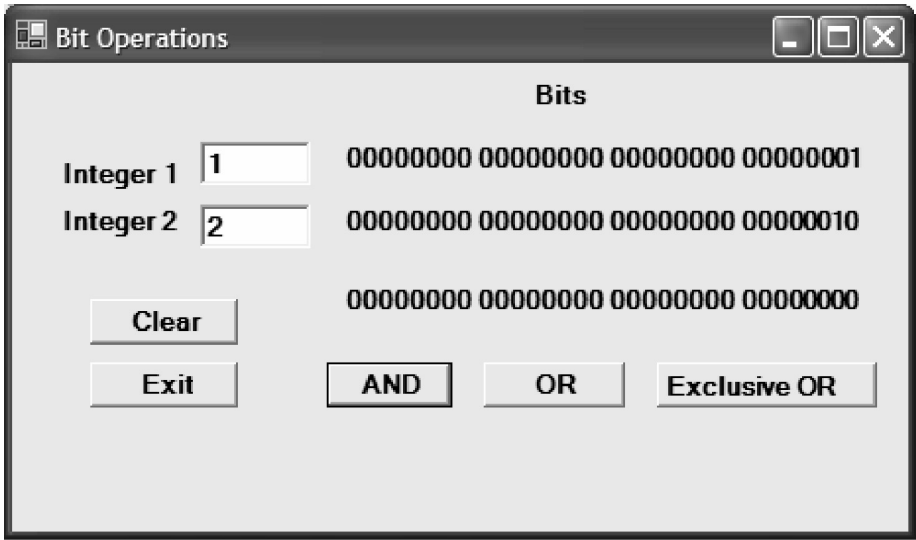 Bit Operations
Bits
Integer 1 1 00000000 00000000 00000000 00000001
Integer 2 2 00000000 00000000 00000000 00000010
00000000 00000000 00000000 00000000
Clear
Exit AND OR Exclusive OR